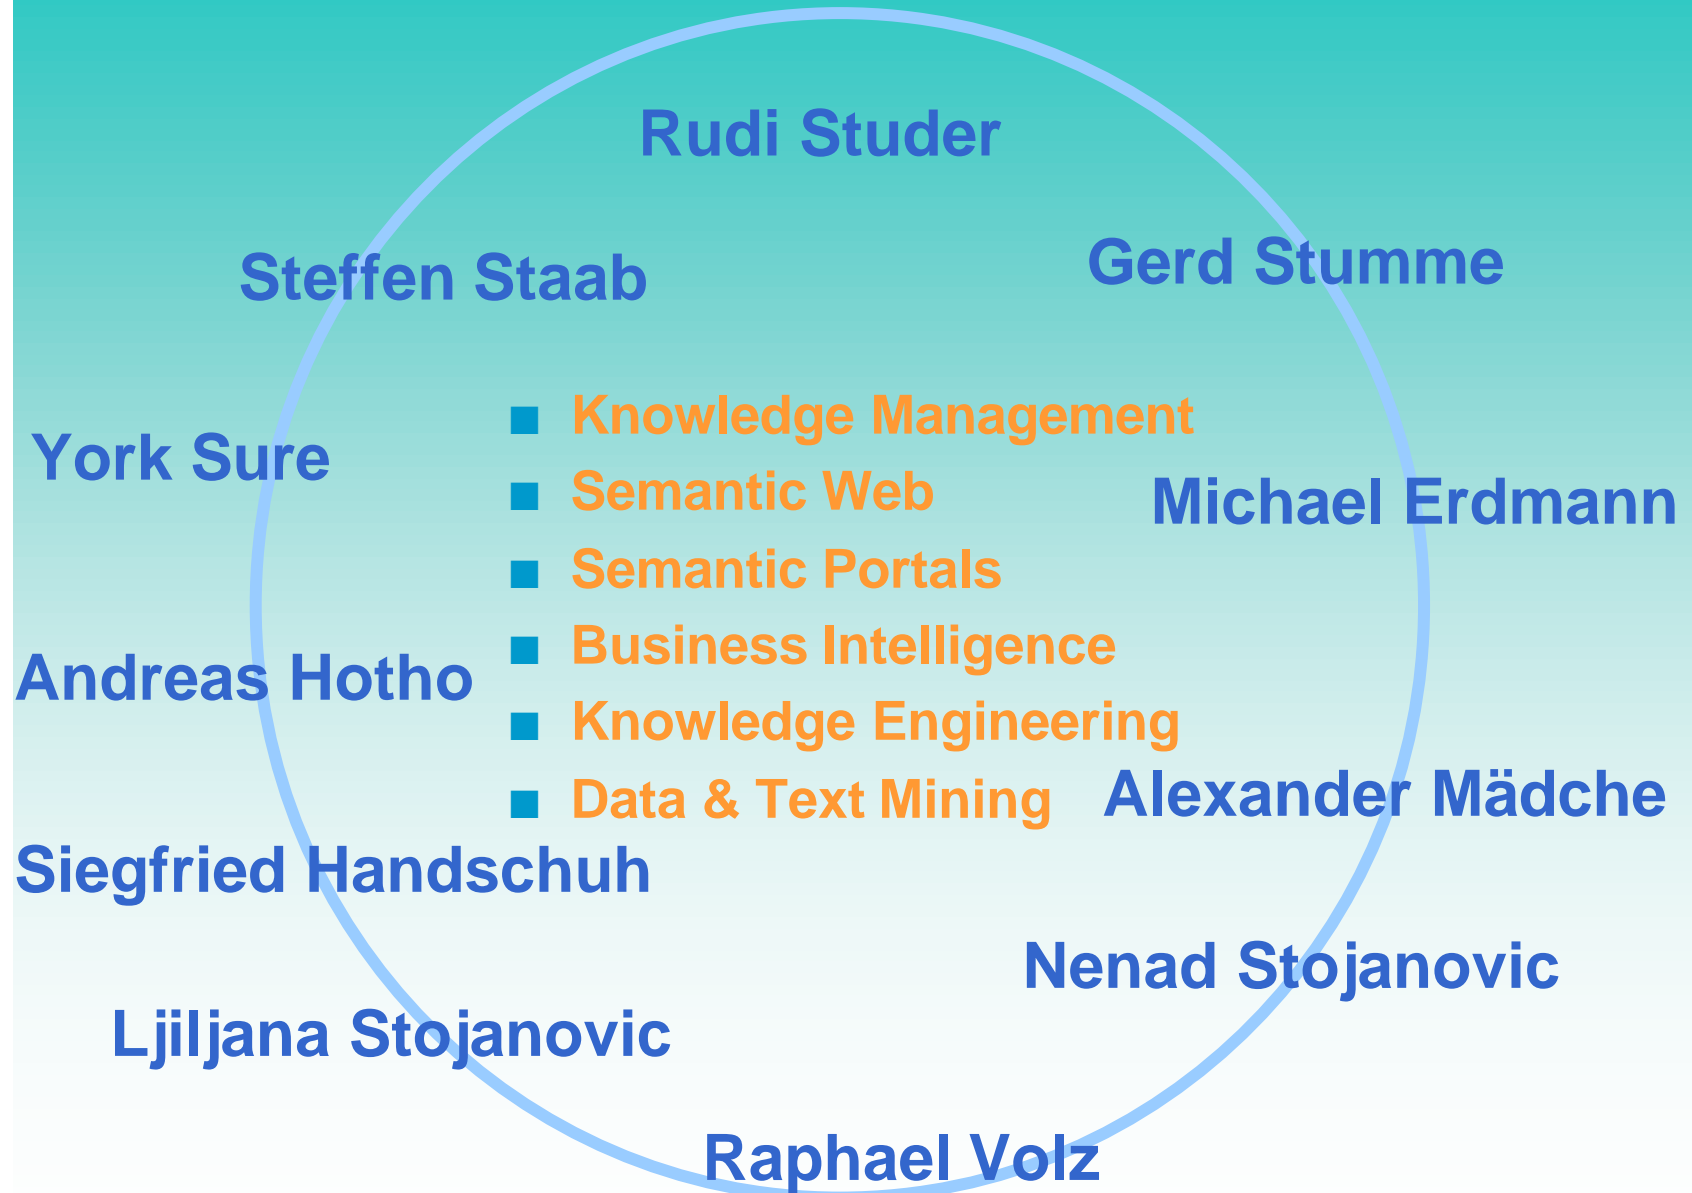 Rudi Studer
Gerd Stumme
Steffen Staab
Knowledge Management
York Sure
Semantic Web
Michael Erdmann
Semantic Portals
Business Intelligence
Andreas Hotho
Knowledge Engineering
Data & Text Mining
Alexander Mädche
Siegfried Handschuh
Nenad Stojanovic
Ljiljana Stojanovic
Raphael Volz